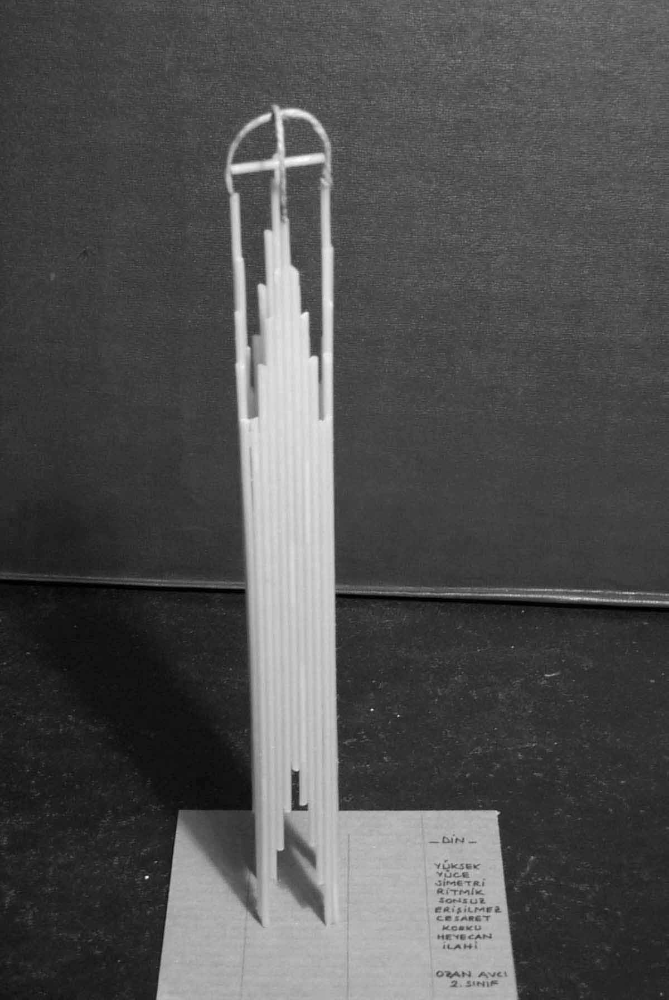 _DİN_
YÜKSEK
YÜCE
SİMETRİ
RİTMİK
SONSUZ
ERİŞİLMEZ
CESARET
KORKU
HEYECAN
İLAHİ
OZAN AVCI
2. SINIF